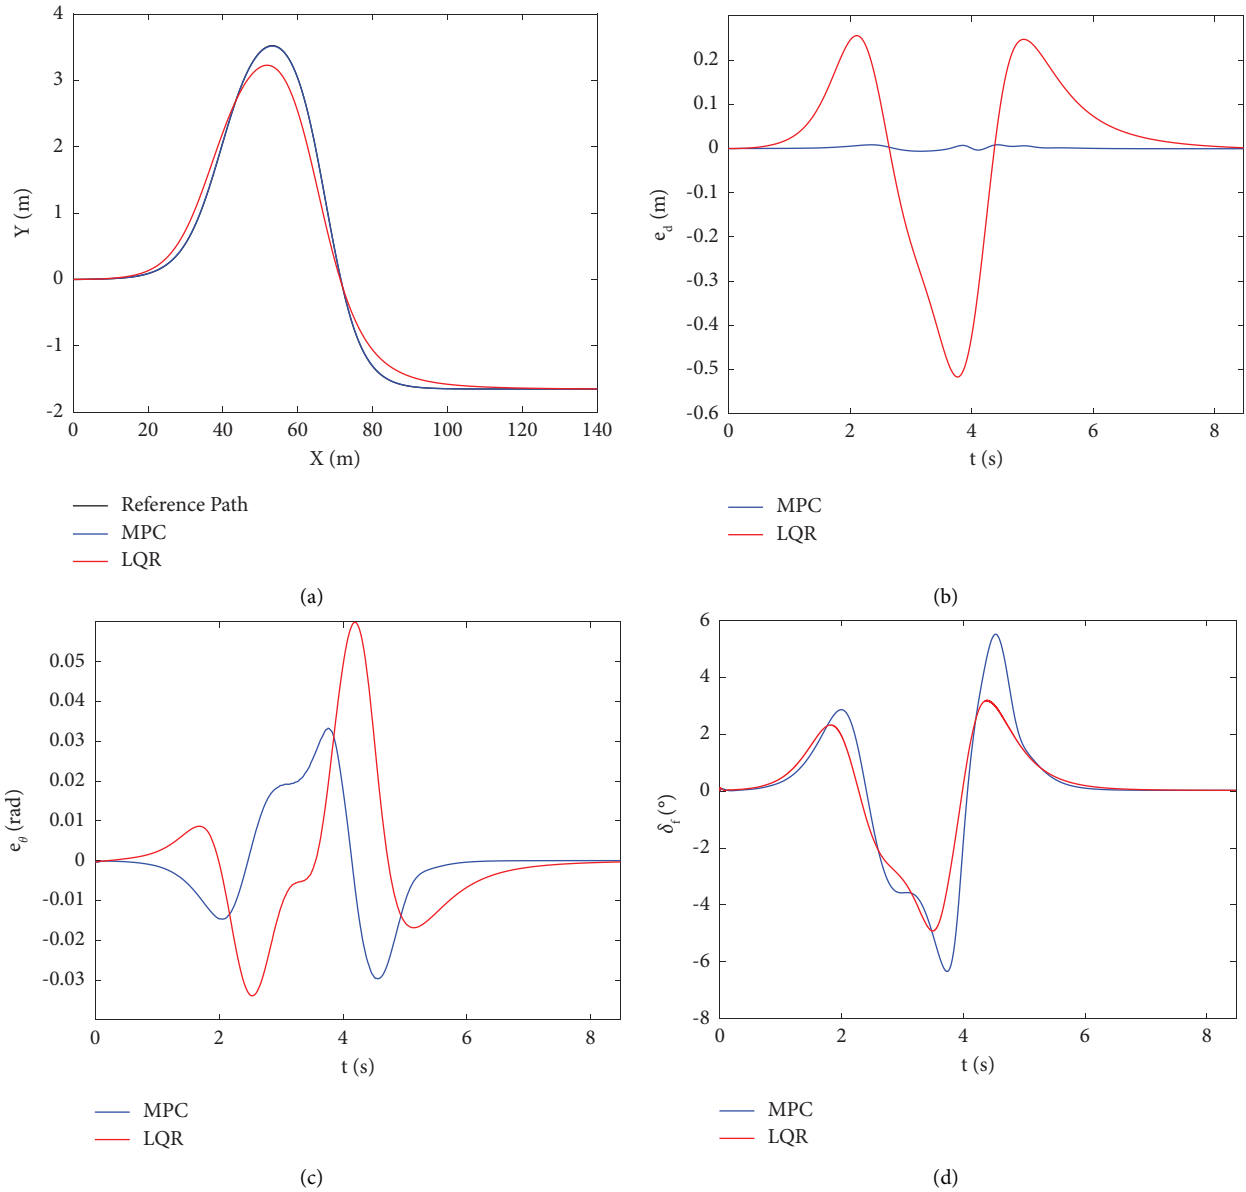 4
3
2
1
0
-1
-2
Y (m)
0 20 40 60 80 100 120 140
X (m)
Reference Path
MPC
LQR
(a)
0.2
0.1
0
-0.1
-0.2
-0.3
-0.4
-0.5
-0.6
e_d (m)
0 2 4 6 8
t (s)
MPC
LQR
(b)
0.05
0.04
0.03
0.02
0.01
0
-0.01
-0.02
-0.03
e_θ (rad)
0 2 4 6 8
t (s)
MPC
LQR
(c)
6
4
2
0
-2
-4
-6
-8
δ_f (°)
0 2 4 6 8
t (s)
MPC
LQR
(d)